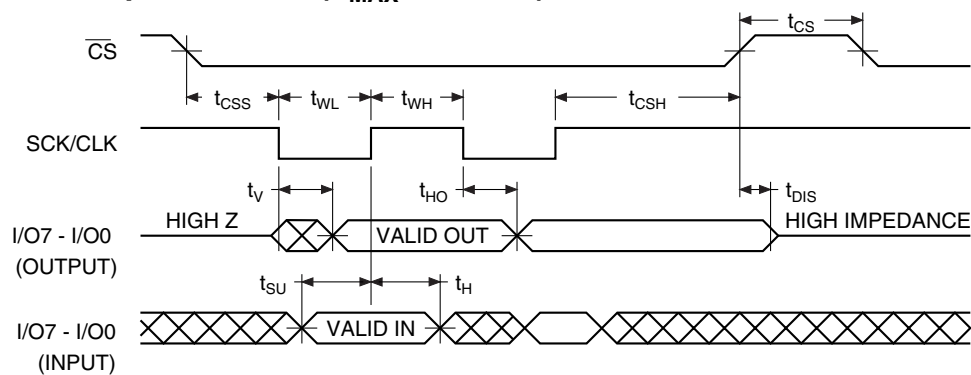 MAX
tCS
CS
tCSS
tWL
tWH
tCSH
SCK/CLK
tV
tHO
tDIS
HIGH Z
VALID OUT
HIGH IMPEDANCE
I/O7 - I/O0
(OUTPUT)
tSU
tH
I/O7 - I/O0
(INPUT)
VALID IN